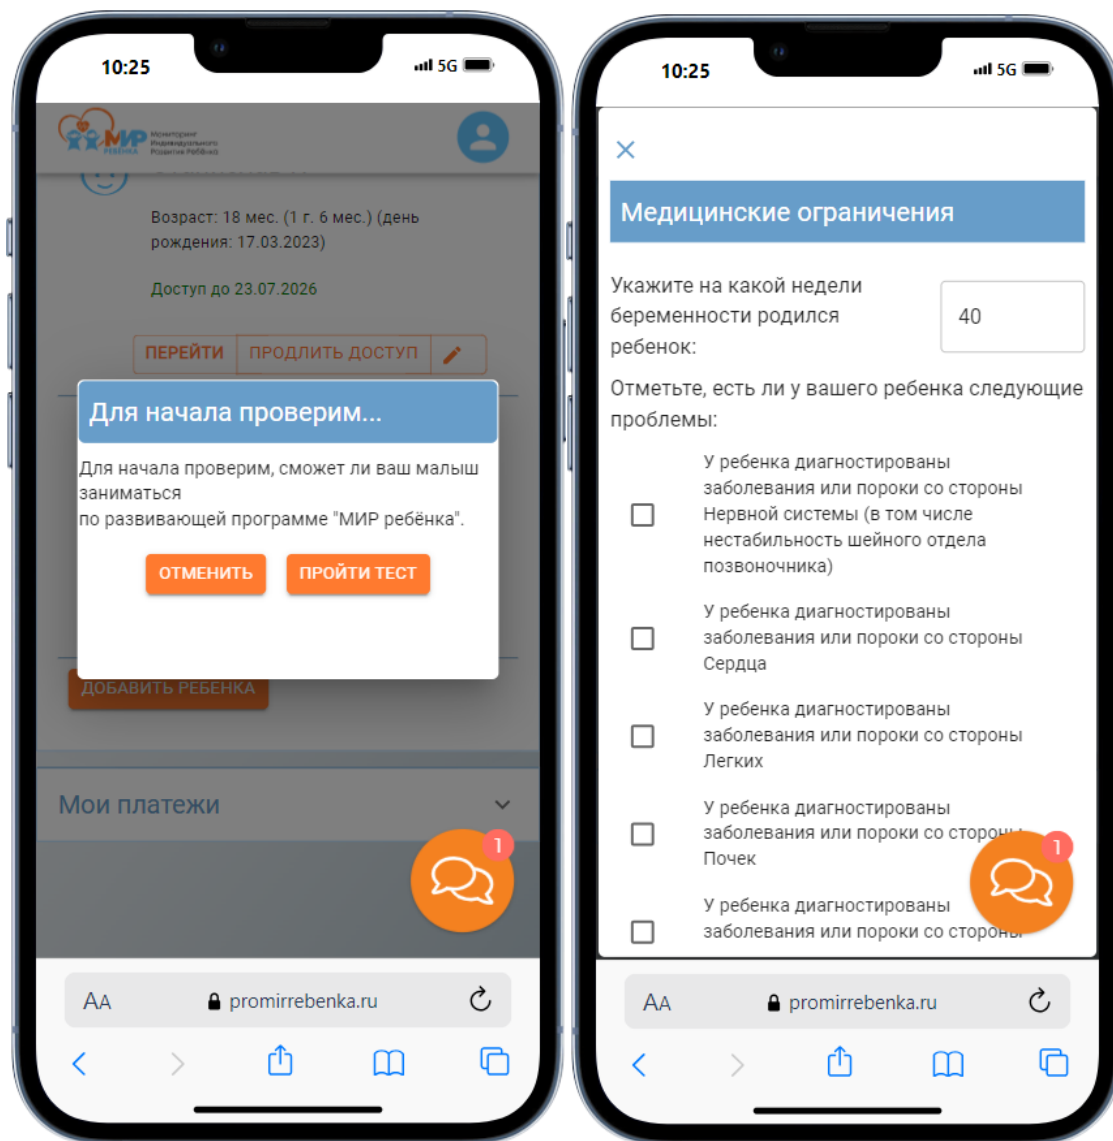 10:25
5G
МИР
РЕБЁНКА
Мониторинг
Индивидуального
Развития Ребёнка
Возраст: 18 мес. (1 г. 6 мес.) (день
рождения: 17.03.2023)
Доступ до 23.07.2026
ПЕРЕЙТИ
ПРОДЛИТЬ ДОСТУП
Для начала проверим...
Для начала проверим, сможет ли ваш малыш
заниматься
по развивающей программе "МИР ребёнка".
ОТМЕНИТЬ
ПРОЙТИ ТЕСТ
ДОБАВИТЬ РЕБЕНКА
Мои платежи
1
AA
promirrebenka.ru
10:25
5G
Медицинские ограничения
Укажите на какой недели
беременности родился
ребенок:
40
Отметьте, есть ли у вашего ребенка следующие
проблемы:
У ребенка диагностированы
заболевания или пороки со стороны
Нервной системы (в том числе
нестабильность шейного отдела
позвоночника)
У ребенка диагностированы
заболевания или пороки со стороны
Сердца
У ребенка диагностированы
заболевания или пороки со стороны
Легких
У ребенка диагностированы
заболевания или пороки со стороны
Почек
1
У ребенка диагностированы
заболевания или пороки со стороны
AA
promirrebenka.ru